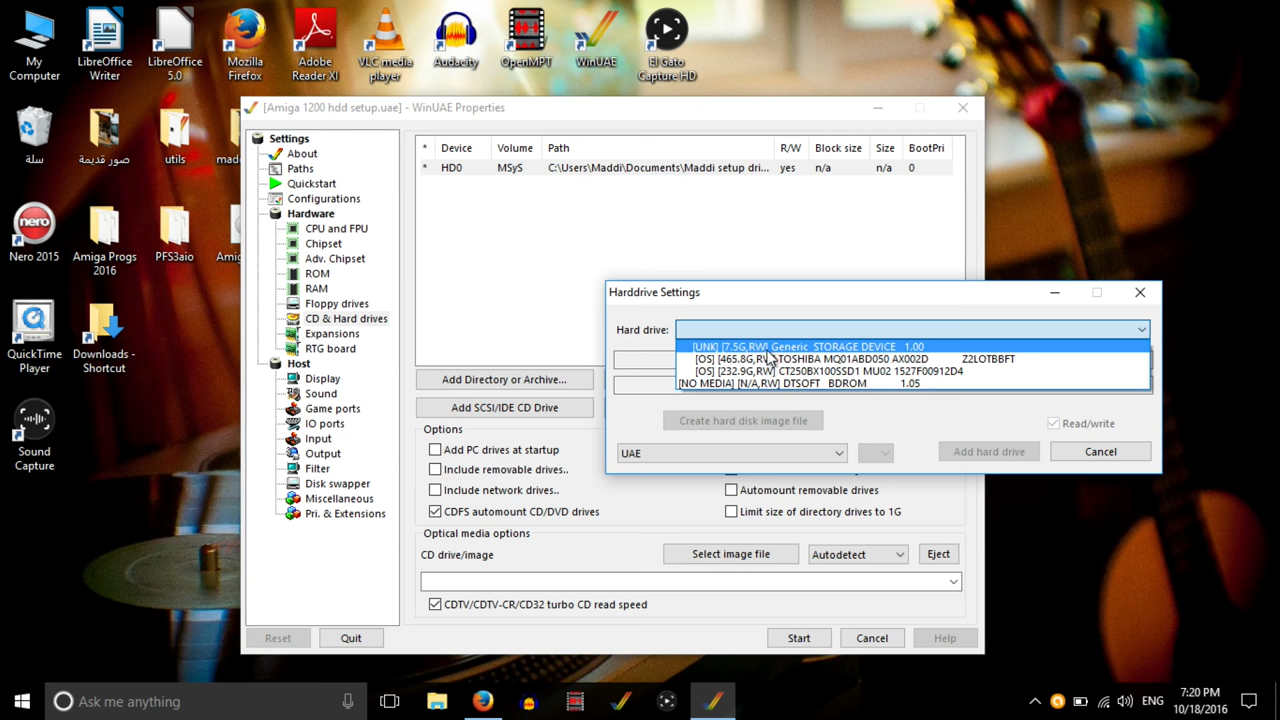 My Computer
LibreOffice Writer
LibreOffice 5.0
Mozilla Firefox
Adobe Reader XI
VLC media player
Audacity
OpenMPT
WinUAE
El Gato Capture HD
سلة
صور قديمة
utils
madd
nero
Nero 2015
Amiga Progs 2016
PFS3aio
Amig
QuickTime Player
Downloads - Shortcut
Sound Capture
[Amiga 1200 hdd setup.uae] - WinUAE Properties
Settings
About
Paths
Quickstart
Configurations
Hardware
CPU and FPU
Chipset
Adv. Chipset
ROM
RAM
Floppy drives
CD & Hard drives
Expansions
RTG board
Host
Display
Sound
Game ports
IO ports
Input
Output
Filter
Disk swapper
Miscellaneous
Pri. & Extensions
* Device Volume Path R/W Block size Size BootPri
* HD0 MSyS C:\Users\Maddi\Documents\Maddi setup dri... yes n/a n/a 0
Add Directory or Archive...
Add SCSI/IDE CD Drive
Options
Add PC drives at startup
Include removable drives..
Include network drives..
Automount removable drives
CDFS automount CD/DVD drives
Limit size of directory drives to 1G
Optical media options
CD drive/image
Select image file
Autodetect
Eject
CDTV/CDTV-CR/CD32 turbo CD read speed
Reset
Quit
Start
Cancel
Help
Harddrive Settings
Hard drive:
[UNK] [7.5G,RW] Generic STORAGE DEVICE 1.00
[OS] [465.8G,RW] TOSHIBA MQ01ABD050 AX002D Z2LOTBBFT
[OS] [232.9G,RW] CT250BX100SSD1 MU02 1527F00912D4
[NO MEDIA] [N/A,RW] DTSOFT BDROM 1.05
Create hard disk image file
Read/write
UAE
Add hard drive
Cancel
Ask me anything
ENG
7:20 PM
10/18/2016